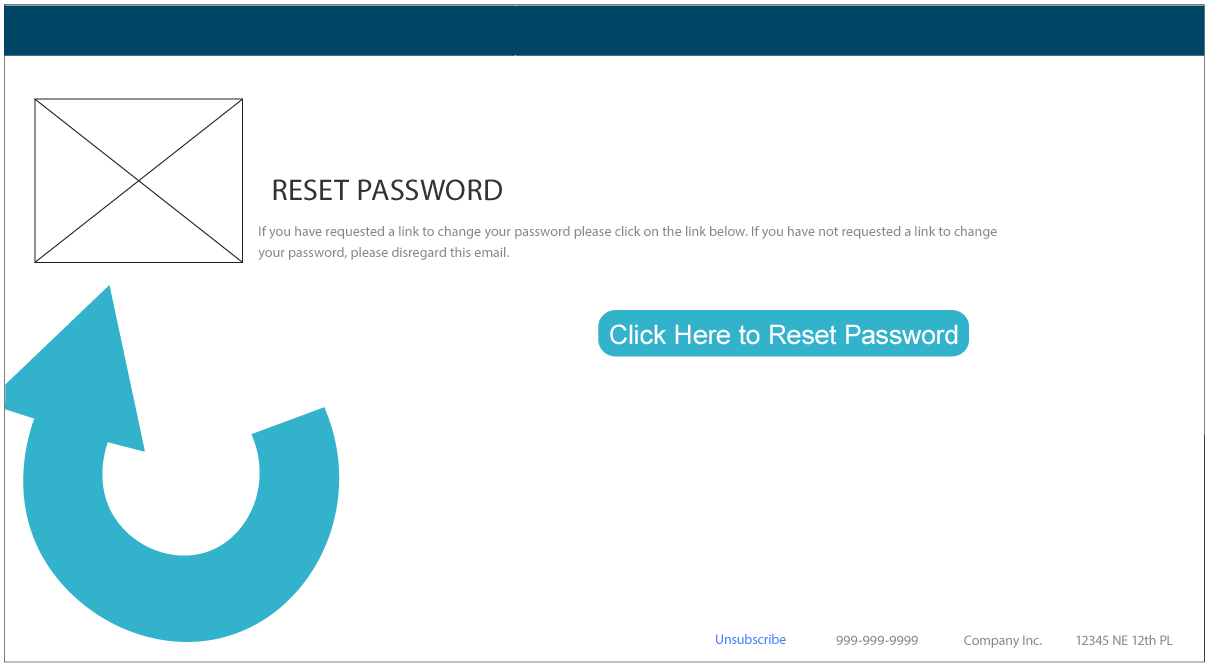 RESET PASSWORD
If you have requested a link to change your password please click on the link below. If you have not requested a link to change
your password, please disregard this email.
Click Here to Reset Password
Unsubscribe 999-999-9999 Company Inc. 12345 NE 12th PL